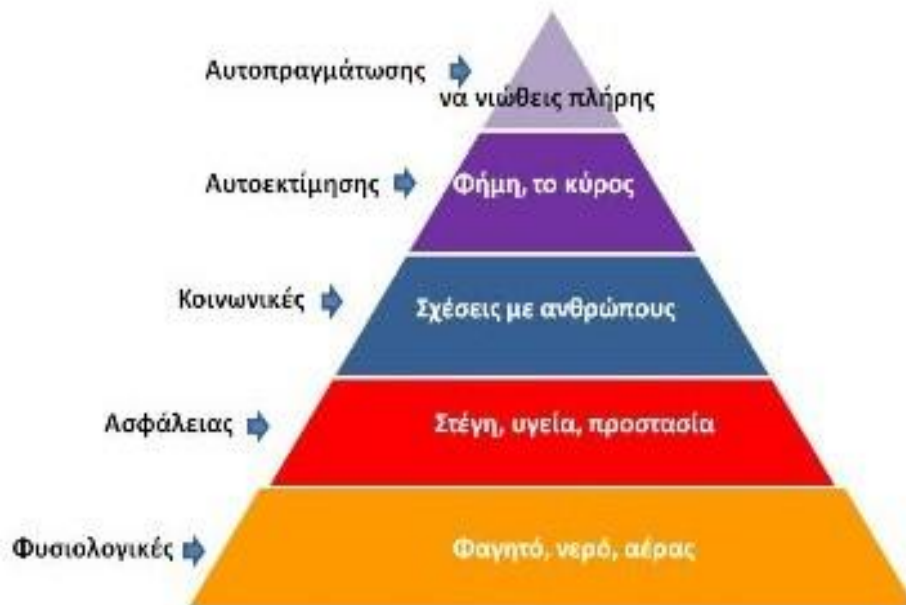 Αυτοπραγμάτωσης
να νιώθεις πλήρης
Αυτοεκτίμησης
Φήμη, το κύρος
Κοινωνικές
Σχέσεις με ανθρώπους
Ασφάλειας
Στέγη, υγεία, προστασία
Φυσιολογικές
Φαγητό, νερό, αέρας